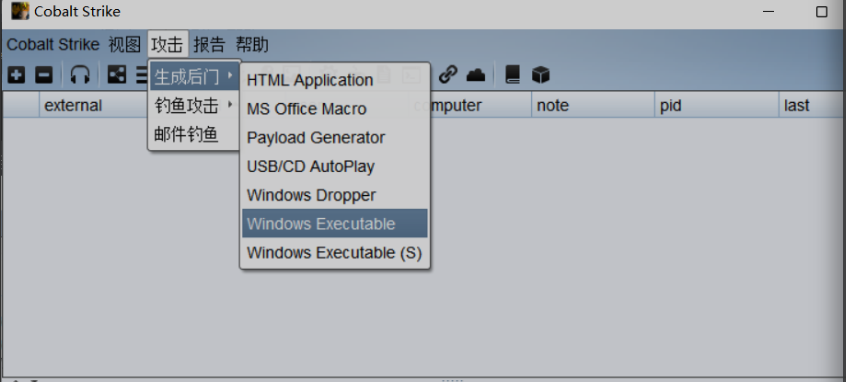 Cobalt Strike
Cobalt Strike 视图 攻击 报告 帮助
生成后门
钓鱼攻击
邮件钓鱼
HTML Application
MS Office Macro
Payload Generator
USB/CD AutoPlay
Windows Dropper
Windows Executable
Windows Executable (S)
external omputer note pid last